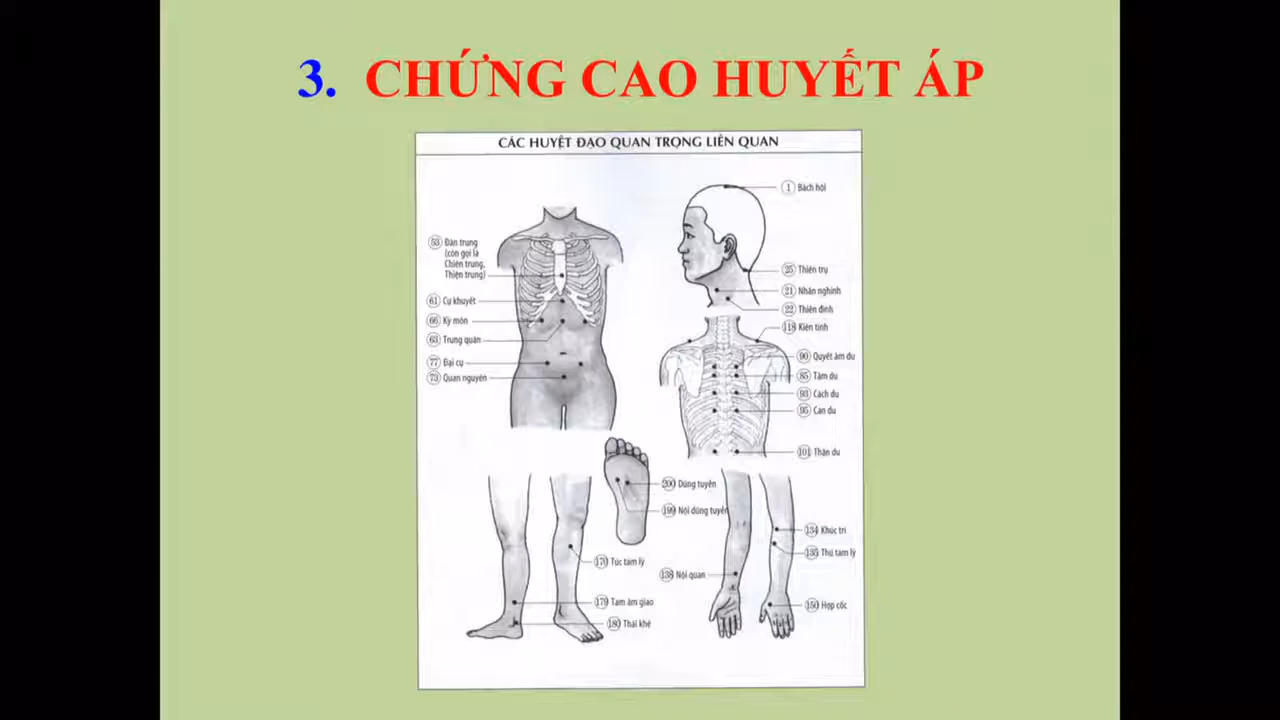 3. CHỨNG CAO HUYẾT ÁP
CÁC HUYỆT ĐẠO QUAN TRỌNG LIÊN QUAN
53 Đản trung
(còn gọi là
Chiên trung,
Thiện trung)
61 Cự khuyết
66 Kỳ môn
63 Trung quản
77 Đại cự
73 Quan nguyên
1 Bách hội
25 Thiên trụ
21 Nhân nghinh
22 Thiên đỉnh
118 Kiên tỉnh
90 Quyết âm du
85 Tâm du
93 Cách du
95 Can du
101 Thận du
200 Dũng tuyền
199 Nội dũng tuyền
170 Túc tam lý
179 Tam âm giao
180 Thái khê
134 Khúc trì
135 Thủ tam lý
138 Nội quan
150 Hợp cốc